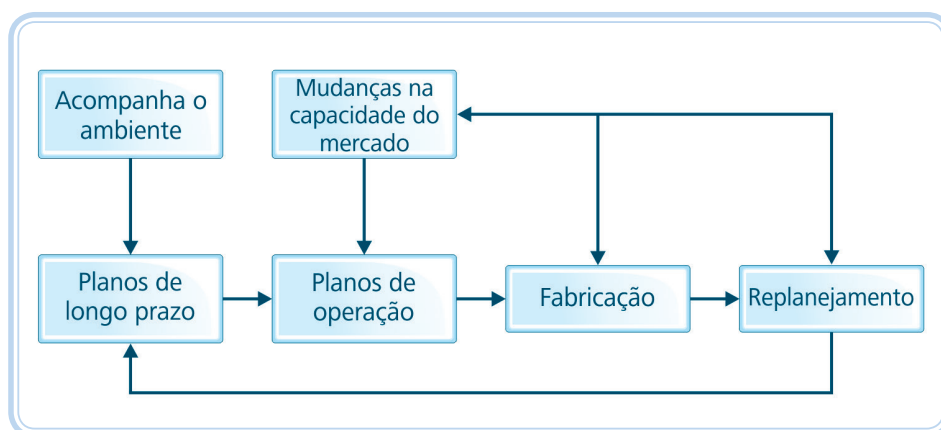 Acompanha o
ambiente
Mudanças na
capacidade do
mercado
Planos de
longo prazo
Planos de
operação
Fabricação
Replanejamento